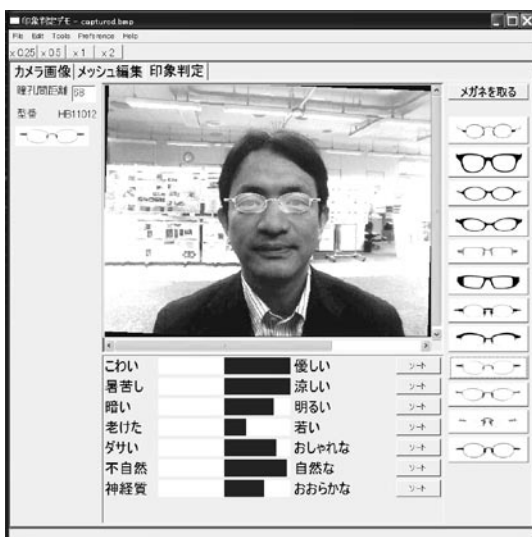 印象判定デモ - captured.bmp
File Edit Tools Preference Help
x 0.25 x 0.5 x 1 x 2
カメラ画像 メッシュ編集 印象判定
瞳孔間距離 68
型番 HB11012
メガネを取る
こわい 優しい ソート
暑苦し 涼しい ソート
暗い 明るい ソート
老けた 若い ソート
ダサい おしゃれな ソート
不自然 自然な ソート
神経質 おおらかな ソート